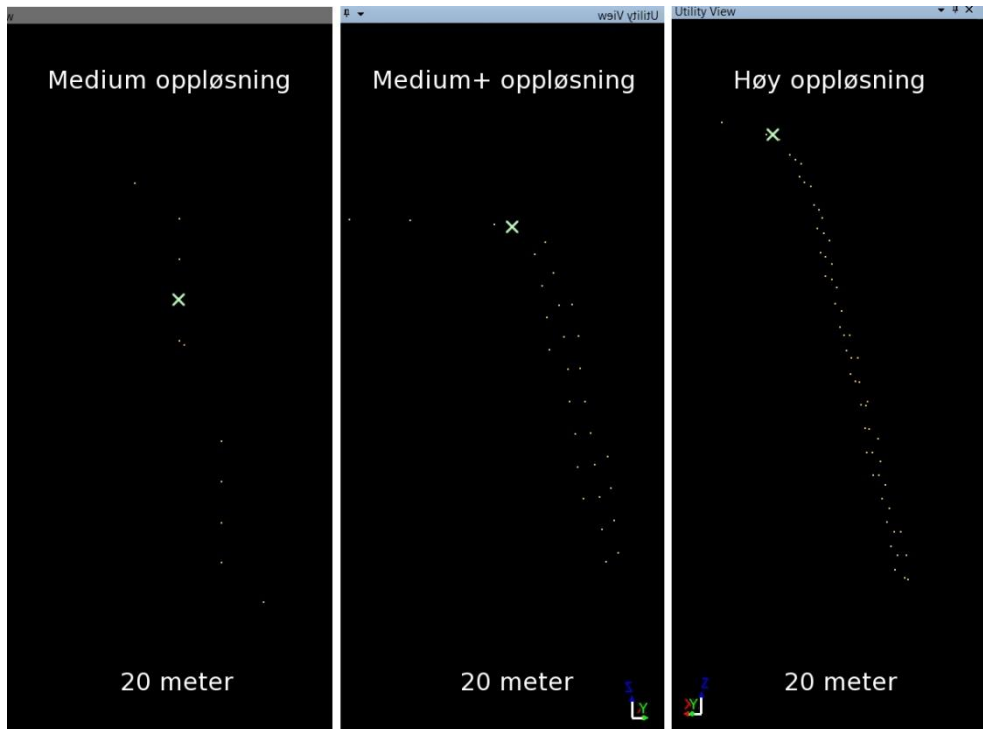 w
Utility View
Utility View
Medium oppløsning
Medium+ oppløsning
Høy oppløsning
20 meter
20 meter
20 meter
Z
Y
Z
X
Y